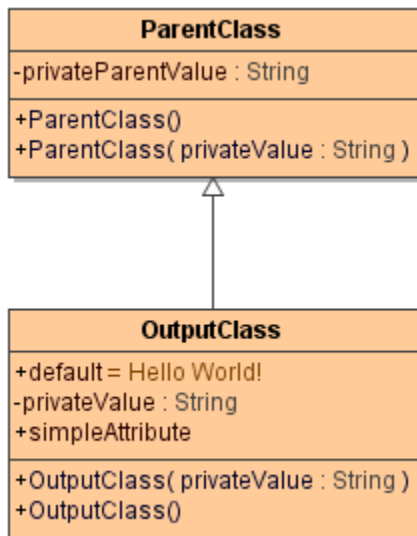 ParentClass
-privateParentValue : String
+ParentClass()
+ParentClass( privateValue : String )
OutputClass
+default = Hello World!
-privateValue : String
+simpleAttribute
+OutputClass( privateValue : String )
+OutputClass()